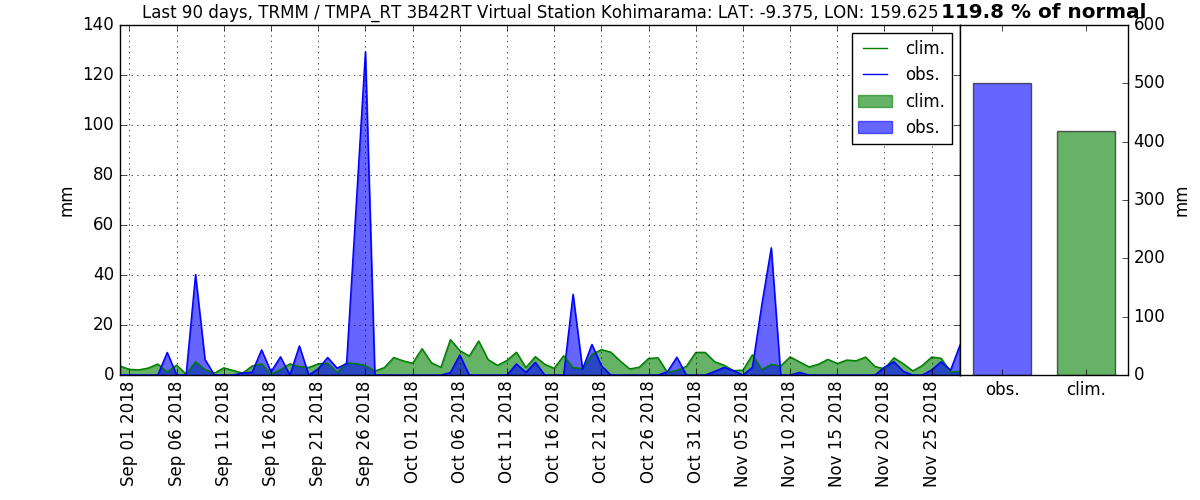 Last 90 days, TRMM / TMPA_RT 3B42RT Virtual Station Kohimarama: LAT: -9.375, LON: 159.625
119.8 % of normal
140
120
100
80
60
40
20
0
mm
clim.
obs.
clim.
obs.
600
500
400
300
200
100
0
mm
obs.
clim.
Sep 01 2018
Sep 06 2018
Sep 11 2018
Sep 16 2018
Sep 21 2018
Sep 26 2018
Oct 01 2018
Oct 06 2018
Oct 11 2018
Oct 16 2018
Oct 21 2018
Oct 26 2018
Oct 31 2018
Nov 05 2018
Nov 10 2018
Nov 15 2018
Nov 20 2018
Nov 25 2018